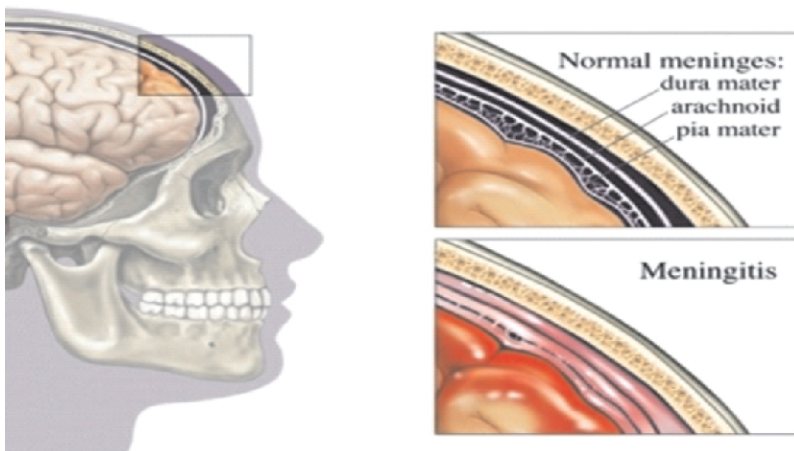 Normal meninges:
dura mater
arachnoid
pia mater
Meningitis